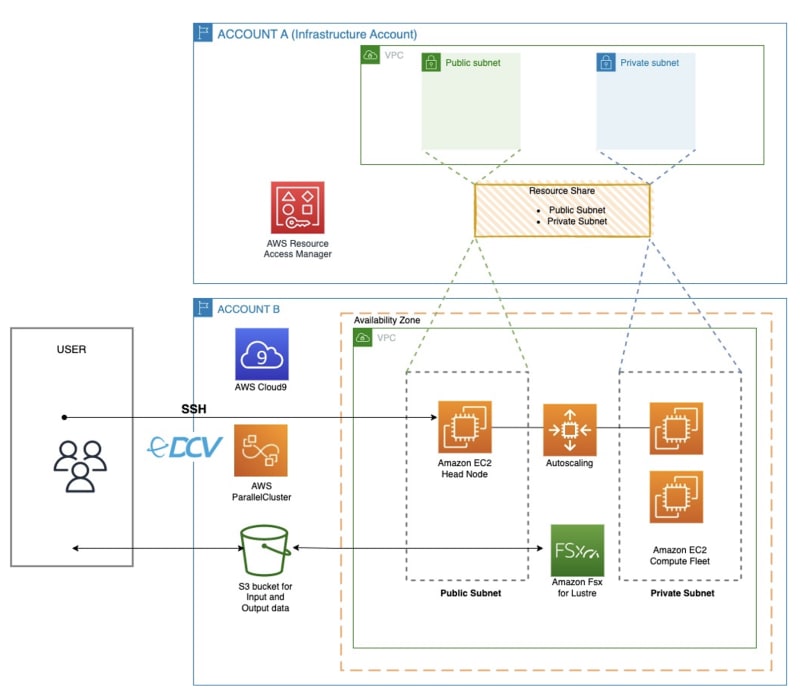 ACCOUNT A (Infrastructure Account)
VPC
Public subnet
Private subnet
Resource Share
• Public Subnet
• Private Subnet
AWS Resource
Access Manager
ACCOUNT B
Availability Zone
VPC
USER
9
AWS Cloud9
SSH
DCV
Amazon EC2
Head Node
Autoscaling
AWS
ParallelCluster
FSx
Amazon EC2
Compute Fleet
S3 bucket for
Input and
Output data
Amazon Fsx
for Lustre
Public Subnet
Private Subnet